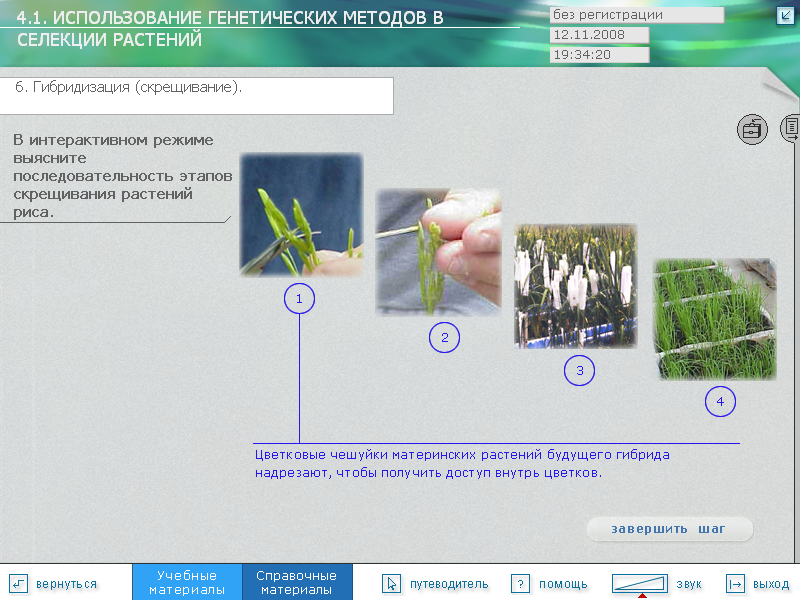 4.1. ИСПОЛЬЗОВАНИЕ ГЕНЕТИЧЕСКИХ МЕТОДОВ В
СЕЛЕКЦИИ РАСТЕНИЙ
без регистрации
12.11.2008
19:34:20
6. Гибридизация (скрещивание).
В интерактивном режиме
выясните
последовательность этапов
скрещивания растений
риса.
1
2
3
4
Цветковые чешуйки материнских растений будущего гибрида
надрезают, чтобы получить доступ внутрь цветков.
завершить шаг
вернуться
Учебные
материалы
Справочные
материалы
путеводитель
?
помощь
звук
выход